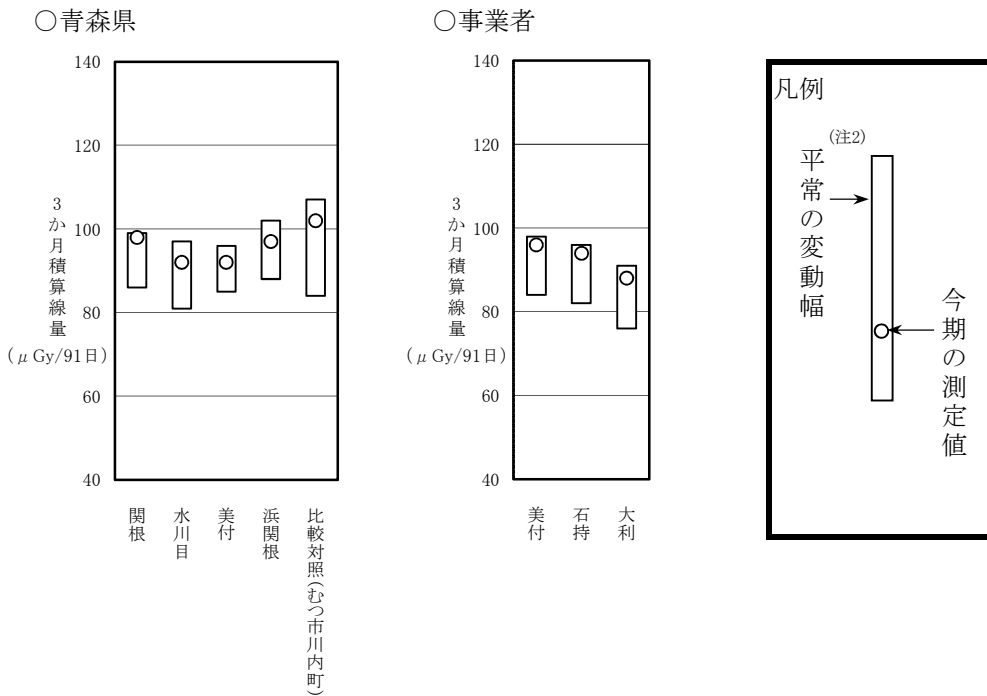 ○青森県
140
120
100
80
60
40
3か月積算線量
(μ Gy/91日)
関根
水川目
美付
浜関根
比較対照(むつ市川内町)
○事業者
140
120
100
80
60
40
3か月積算線量
(μ Gy/91日)
美付
石持
大利
凡例
(注2)
平常の変動幅
今期の測定値